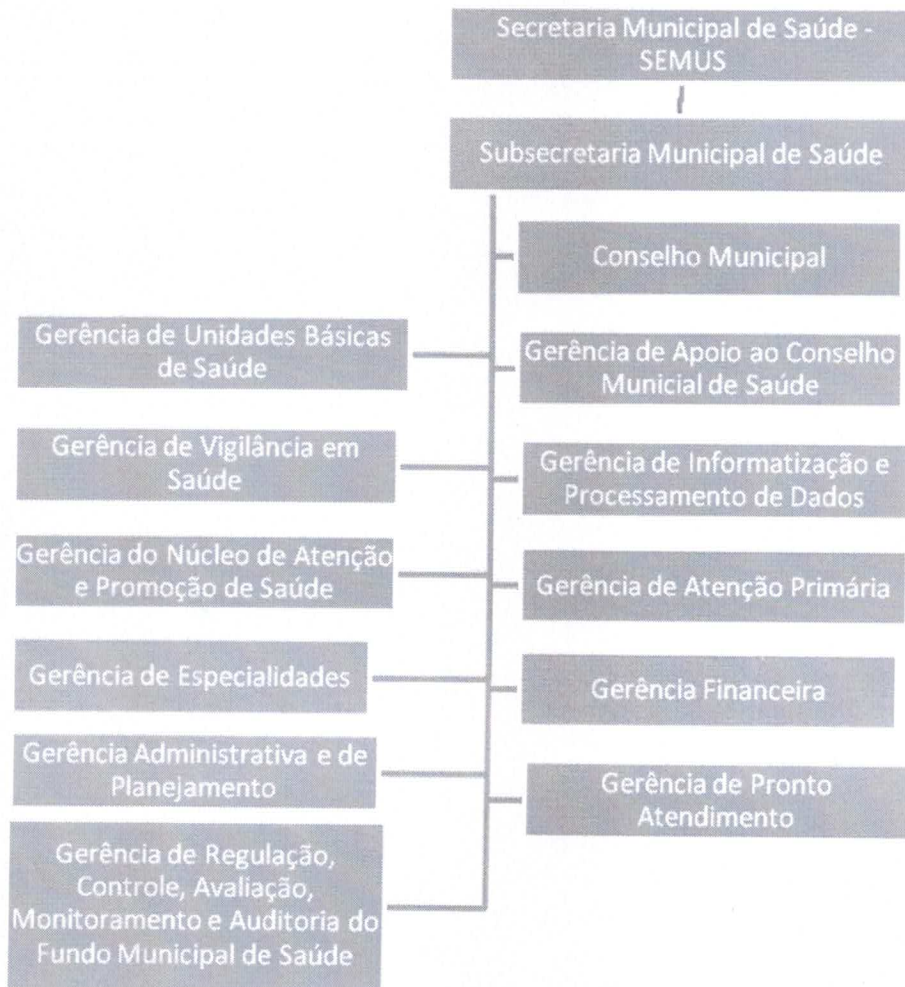 Secretaria Municipal de Saúde -
SEMUS
Subsecretaria Municipal de Saúde
Conselho Municipal
Gerência de Unidades Básicas
de Saúde
Gerência de Apoio ao Conselho
Municial de Saúde
Gerência de Vigilância em
Saúde
Gerência de Informatização e
Processamento de Dados
Gerência do Núcleo de Atenção
e Promoção de Saúde
Gerência de Atenção Primária
Gerência de Especialidades
Gerência Financeira
Gerência Administrativa e de
Planejamento
Gerência de Pronto
Atendimento
Gerência de Regulação,
Controle, Avaliação,
Monitoramento e Auditoria do
Fundo Municipal de Saúde